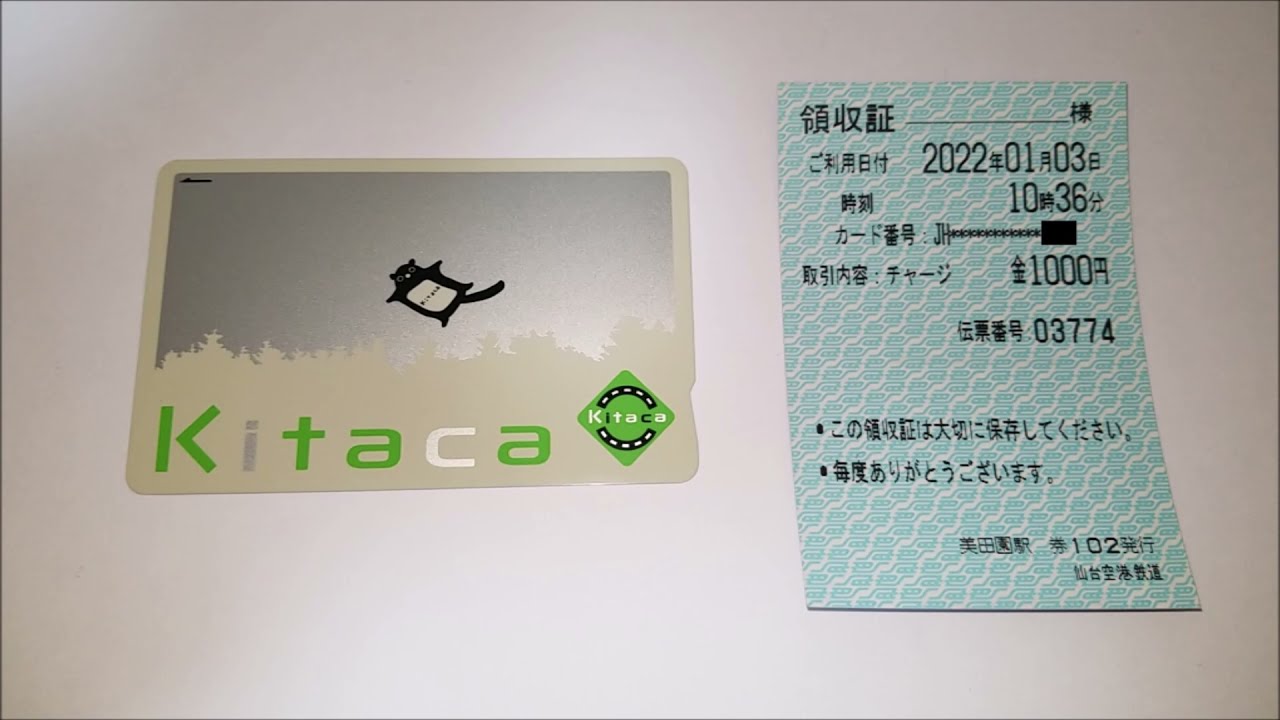 Kitaca
Kitaca
Kitaca
領収証 様
ご利用日付 2022年01月03日
時刻 10時36分
カード番号:JH***********
取引内容:チャージ 金1000円
伝票番号:03774
•この領収証は大切に保存してください。
•毎度ありがとうございます。
美田園駅 券102発行
仙台空港鉄道